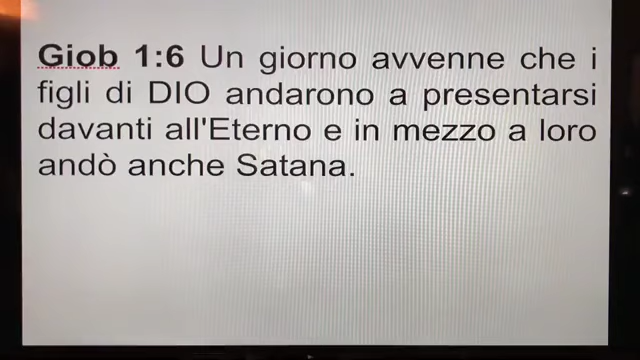 Giob 1:6 Un giorno avvenne che i
figli di DIO andarono a presentarsi
davanti all'Eterno e in mezzo a loro
andò anche Satana.